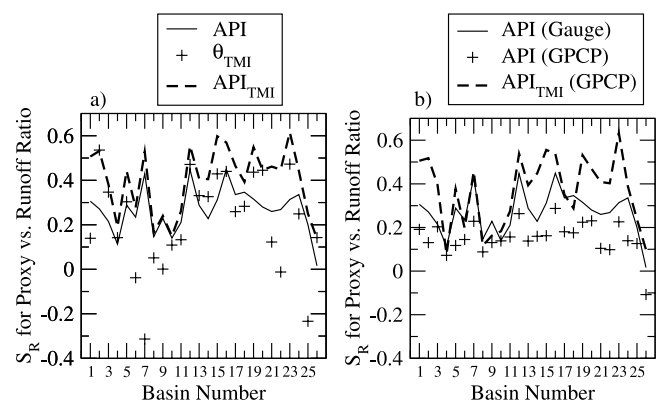 API
θTMI
APITMI
API (Gauge)
API (GPCP)
APITMI (GPCP)
a)
SR for Proxy vs. Runoff Ratio
0.6
0.4
0.2
0
-0.2
-0.4
1 3 5 7 9 11 13 15 17 19 21 23 25
Basin Number
b)
SR for Proxy vs. Runoff Ratio
0.6
0.4
0.2
0
-0.2
-0.4
1 3 5 7 9 11 13 15 17 19 21 23 25
Basin Number